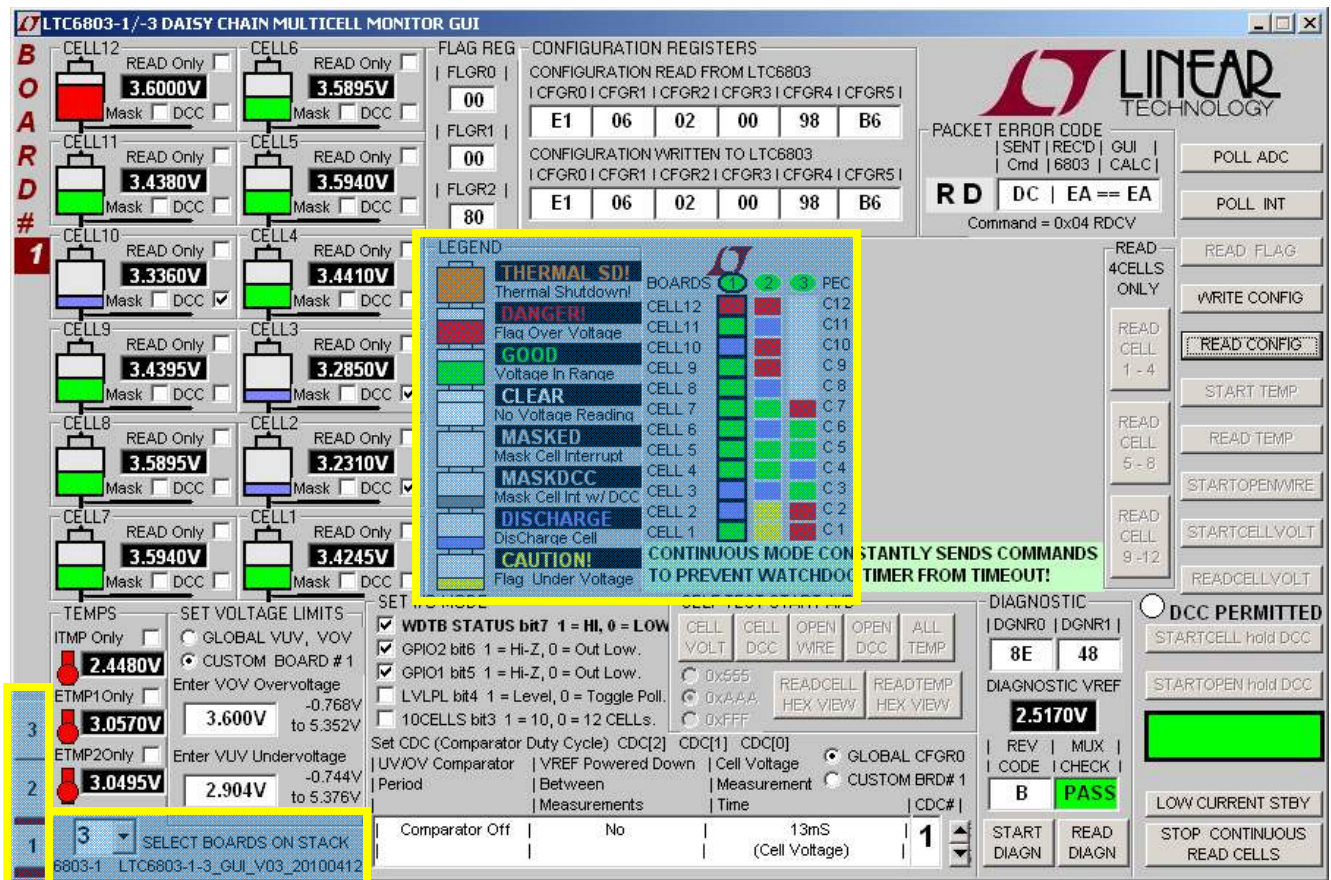 LTC6803-1/-3 DAISY CHAIN MULTICELL MONITOR GUI
BOARD#
1
CELL12
READ Only
3.6000V
Mask DCC
CELL6
READ Only
3.5895V
Mask DCC
CELL11
READ Only
3.4380V
Mask DCC
CELL5
READ Only
3.5940V
Mask DCC
CELL10
READ Only
3.3360V
Mask DCC
CELL4
READ Only
3.4410V
Mask DCC
CELL9
READ Only
3.4395V
Mask DCC
CELL3
READ Only
3.2850V
Mask DCC
CELL8
READ Only
3.5895V
Mask DCC
CELL2
READ Only
3.2310V
Mask DCC
CELL7
READ Only
3.5940V
Mask DCC
CELL1
READ Only
3.4245V
Mask DCC
FLAG REG
| FLGR0 |
00
| FLGR1 |
00
| FLGR2 |
80
CONFIGURATION REGISTERS
CONFIGURATION READ FROM LTC6803
| CFGR0 | CFGR1 | CFGR2 | CFGR3 | CFGR4 | CFGR5 |
E1 06 02 00 98 B6
CONFIGURATION WRITTEN TO LTC6803
| CFGR0 | CFGR1 | CFGR2 | CFGR3 | CFGR4 | CFGR5 |
E1 06 02 00 98 B6
LINEAR
TECHNOLOGY
PACKET ERROR CODE
| SENT | REC'D | GUI |
| Cmd | 6803 | CALC |
RD DC | EA == EA
Command = 0x04 RDCV
LEGEND
THERMAL SD!
Thermal Shutdown!
DANGER!
Flag Over Voltage
GOOD
Voltage In Range
CLEAR
No Voltage Reading
MASKED
Mask Cell Interrupt
MASKDCC
Mask Cell Int w/ DCC
DISCHARGE
DisCharge Cell
CAUTION!
Flag Under Voltage
BOARDS 1 2 3 PEC
CELL12 C12
CELL11 C11
CELL10 C10
CELL 9 C 9
CELL 8 C 8
CELL 7 C 7
CELL 6 C 6
CELL 5 C 5
CELL 4 C 4
CELL 3 C 3
CELL 2 C 2
CELL 1 C 1
CONTINUOUS MODE CONSTANTLY SENDS COMMANDS
TO PREVENT WATCHDOG TIMER FROM TIMEOUT!
READ
4CELLS
ONLY
READ
CELL
1 - 4
READ
CELL
5 - 8
READ
CELL
9 -12
POLL ADC
POLL INT
READ FLAG
WRITE CONFIG
READ CONFIG
START TEMP
READ TEMP
STARTOPENWIRE
STARTCELLVOLT
READCELLVOLT
DCC PERMITTED
STARTCELL hold DCC
STARTOPEN hold DCC
LOW CURRENT STBY
STOP CONTINUOUS
READ CELLS
TEMPS
ITMP Only
2.4480V
ETMP1Only
3.0570V
ETMP2Only
3.0495V
3
2
1
SET VOLTAGE LIMITS
GLOBAL VUV, VOV
CUSTOM BOARD # 1
Enter VOV Overvoltage
3.600V
-0.768V
to 5.352V
Enter VUV Undervoltage
2.904V
-0.744V
to 5.376V
3 SELECT BOARDS ON STACK
6803-1 LTC6803-1-3_GUI_V03_20100412
WDTB STATUS bit7 1 = HI, 0 = LOW
GPIO2 bit6 1 = Hi-Z, 0 = Out Low.
GPIO1 bit5 1 = Hi-Z, 0 = Out Low.
LVLPL bit4 1 = Level, 0 = Toggle Poll.
10CELLS bit3 1 = 10, 0 = 12 CELLs.
CELL
VOLT
CELL
DCC
OPEN
WIRE
OPEN
DCC
ALL
TEMP
0x555
0xAAA
0xFFF
READCELL
HEX VIEW
READTEMP
HEX VIEW
Set CDC (Comparator Duty Cycle) CDC[2] CDC[1] CDC[0]
GLOBAL CFGR0
CUSTOM BRD# 1
| UV/OV Comparator | VREF Powered Down | Cell Voltage
| Period | Between | Measurement
| | Measurements | Time | CDC# |
| Comparator Off | No | 13mS | 1
| | | (Cell Voltage) |
DIAGNOSTIC
| DGNR0 | DGNR1 |
8E 48
DIAGNOSTIC VREF
2.5170V
| REV | MUX |
| CODE | CHECK |
B PASS
START
DIAGN
READ
DIAGN